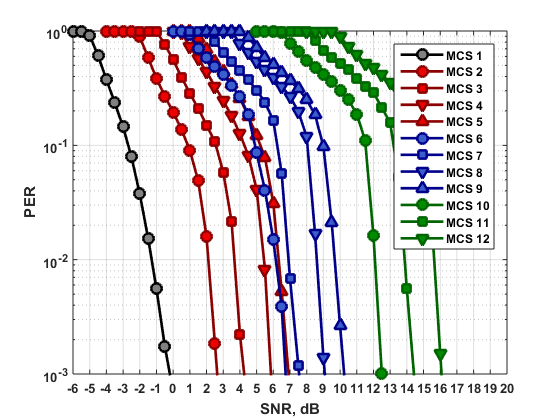 10^0
10^-1
10^-2
10^-3
PER
-6 -5 -4 -3 -2 -1 0 1 2 3 4 5 6 7 8 9 10 11 12 13 14 15 16 17 18 19 20
SNR, dB
MCS 1
MCS 2
MCS 3
MCS 4
MCS 5
MCS 6
MCS 7
MCS 8
MCS 9
MCS 10
MCS 11
MCS 12